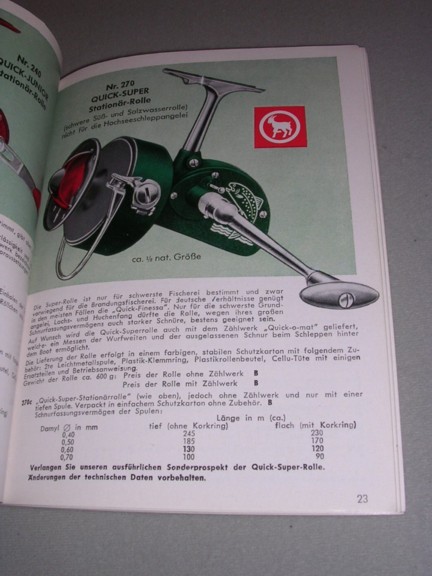 Nr. 240
QUICK-JUNIOR
Stationär-Rolle
Nr. 270
QUICK-SUPER
Stationär-Rolle
(schwere Süß- und Salzwasserrolle)
nicht für die Hochseeschleppangelei
ca. ½ nat. Größe
Die Super-Rolle ist nur für schwerste Fischerei bestimmt und zwar
vorwiegend für die Brandungsfischerei. Für deutsche Verhältnisse genügt
in den meisten Fällen die „Quick-Finessa". Nur für schwerste Grund-
angelei, Lachs- und Huchenfang dürfte die Rolle, wegen ihres großen
Schnurfassungsvermögens auch starker Schnüre, bestens geeignet sein.
Auf Wunsch wird die Quick-Superrolle auch mit dem Zählwerk „Quick-o-mat" geliefert,
welches ein Messen der Wurfweiten und der ausgelassenen Schnur beim Schleppen hinter
dem Boot ermöglicht.
Die Lieferung der Rolle erfolgt in einem farbigen, stabilen Schutzkarton mit folgendem Zu-
behör: Die Leichtmetallspule, Plastik-Klemmring, Plastikrollenbeutel, Cellu-Tüte mit einigen
Ersatzteilen und Betriebsanweisung.
Gewicht der Rolle ca. 600 g: Preis der Rolle ohne Zählwerk B
Preis der Rolle mit Zählwerk B
270c „Quick-Super-Stationärrolle" (wie oben), jedoch ohne Zählwerk und nur mit einer
tiefen Spule. Verpackt in einfachem Schutzkarton ohne Zubehör. B
Schnurfassungsvermögen der Spulen:
Länge in m (ca.)
Damyl ∅ in mm tief (ohne Korkring) flach (mit Korkring)
0,40 245 230
0,50 185 170
0,60 130 120
0,70 100 90
Verlangen Sie unseren ausführlichen Sonderprospekt der Quick-Super-Rolle.
Änderungen der technischen Daten vorbehalten.
23